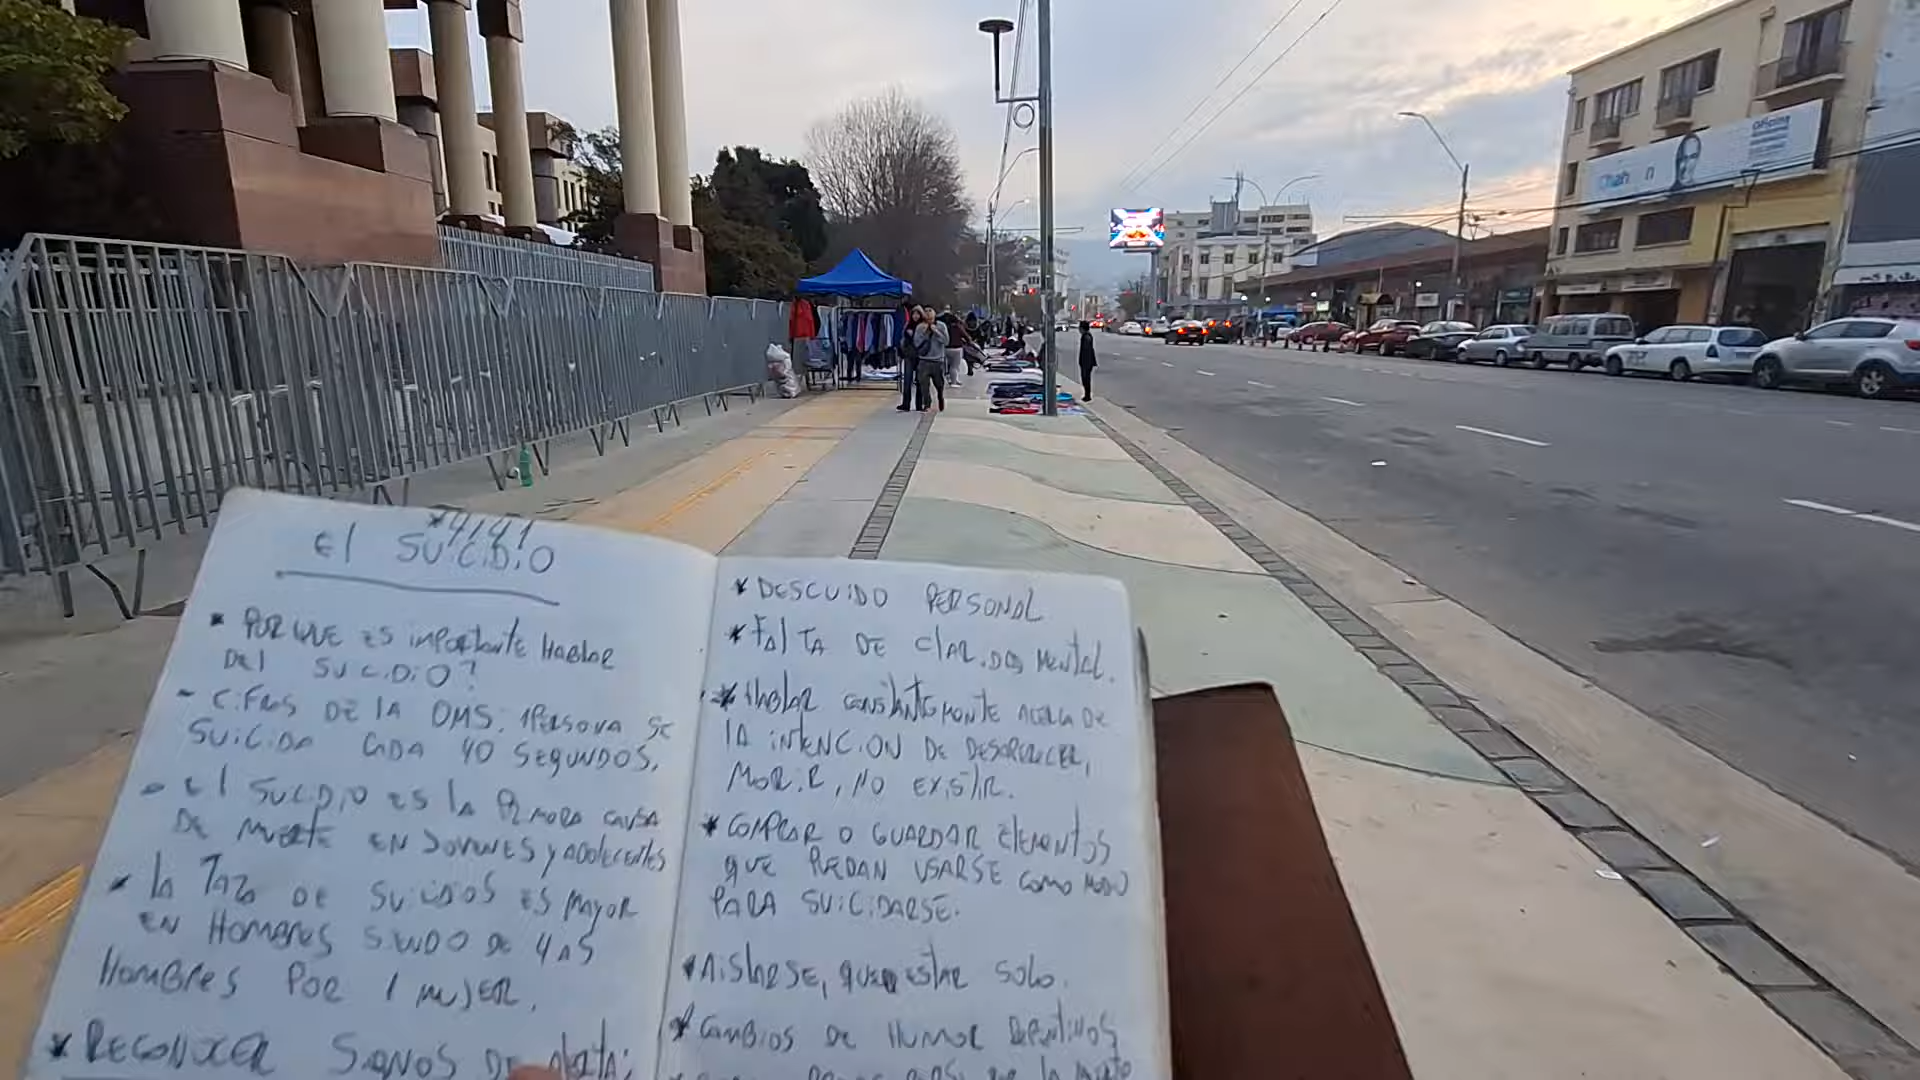 *4141
El SUiCiDiO
* PORQUE ES importante HABlAR
DEl SUiCiDiO?
- CiFRAS DE lA OMS: 1PERSONA SE
SUiCiDA CADA 40 SEGUNDOS.
- El SUiCiDiO ES lA PRiMERA CAUSA
DE MUERTE EN JOVENES y ADOlECENTES
* lA TAZA DE SUiCiDiOS ES MAyOR
EN HOMBRES SiENDO DE 4 A 5
HOMBRES POR 1 MUJER.
* RECONOCER SiGNOS DE AlERTA:
* DESCUiDO PERSONAl
* FAlTA DE ClARiDAD MENTAl.
* HABlAR CONSTANTEMENTE ACERCA DE
lA iNTENCiON DE DESAPARECER,
MORiR, NO EXiSTiR.
* COMPRAR O GUARDAR ElEMENTOS
QUE PUEDAN USARSE COMO MODO
PARA SUiCiDARSE.
* AiSlARSE, QUERER ESTAR SOlO.
* CAMBiOS DE HUMOR REPENTiNOS